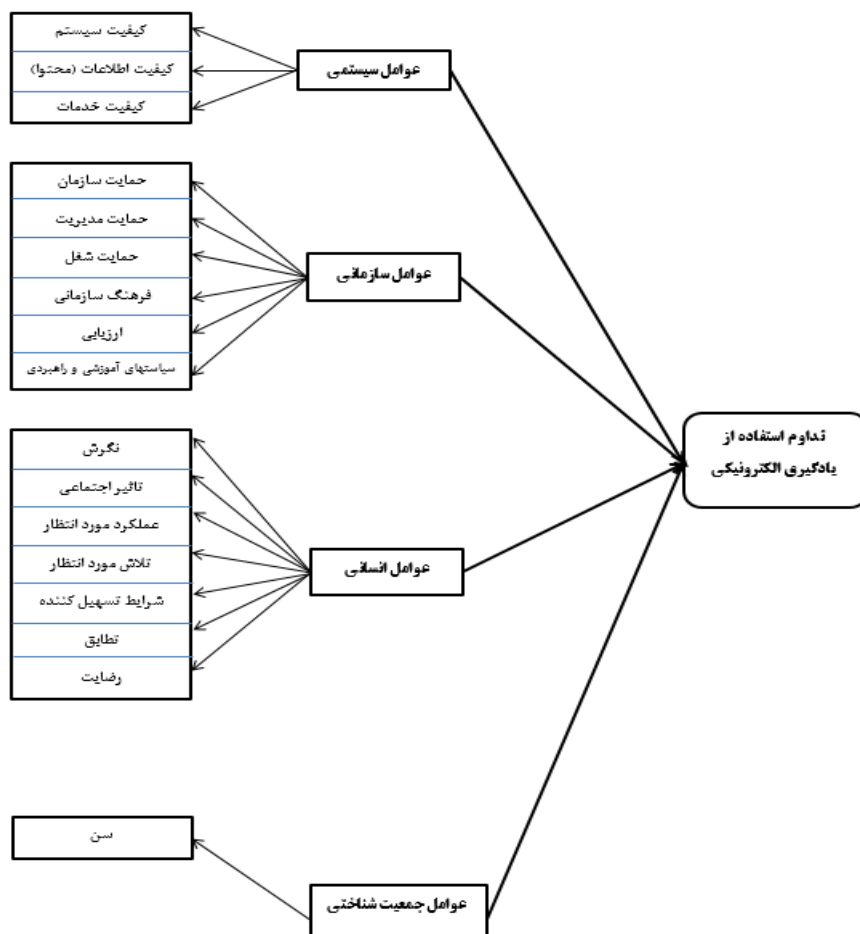 کیفیت سیستم
کیفیت اطلاعات (محتوا)
کیفیت خدمات
عوامل سیستمی
حمایت سازمان
حمایت مدیریت
حمایت شغل
فرهنگ سازمانی
ارزیابی
سیاستهای آموزشی و راهبردی
عوامل سازمانی
تداوم استفاده از
یادگیری الکترونیکی
نگرش
تاثیر اجتماعی
عملکرد مورد انتظار
تلاش مورد انتظار
شرایط تسهیل کننده
تطابق
رضایت
عوامل انسانی
سن
عوامل جمعیت شناختی